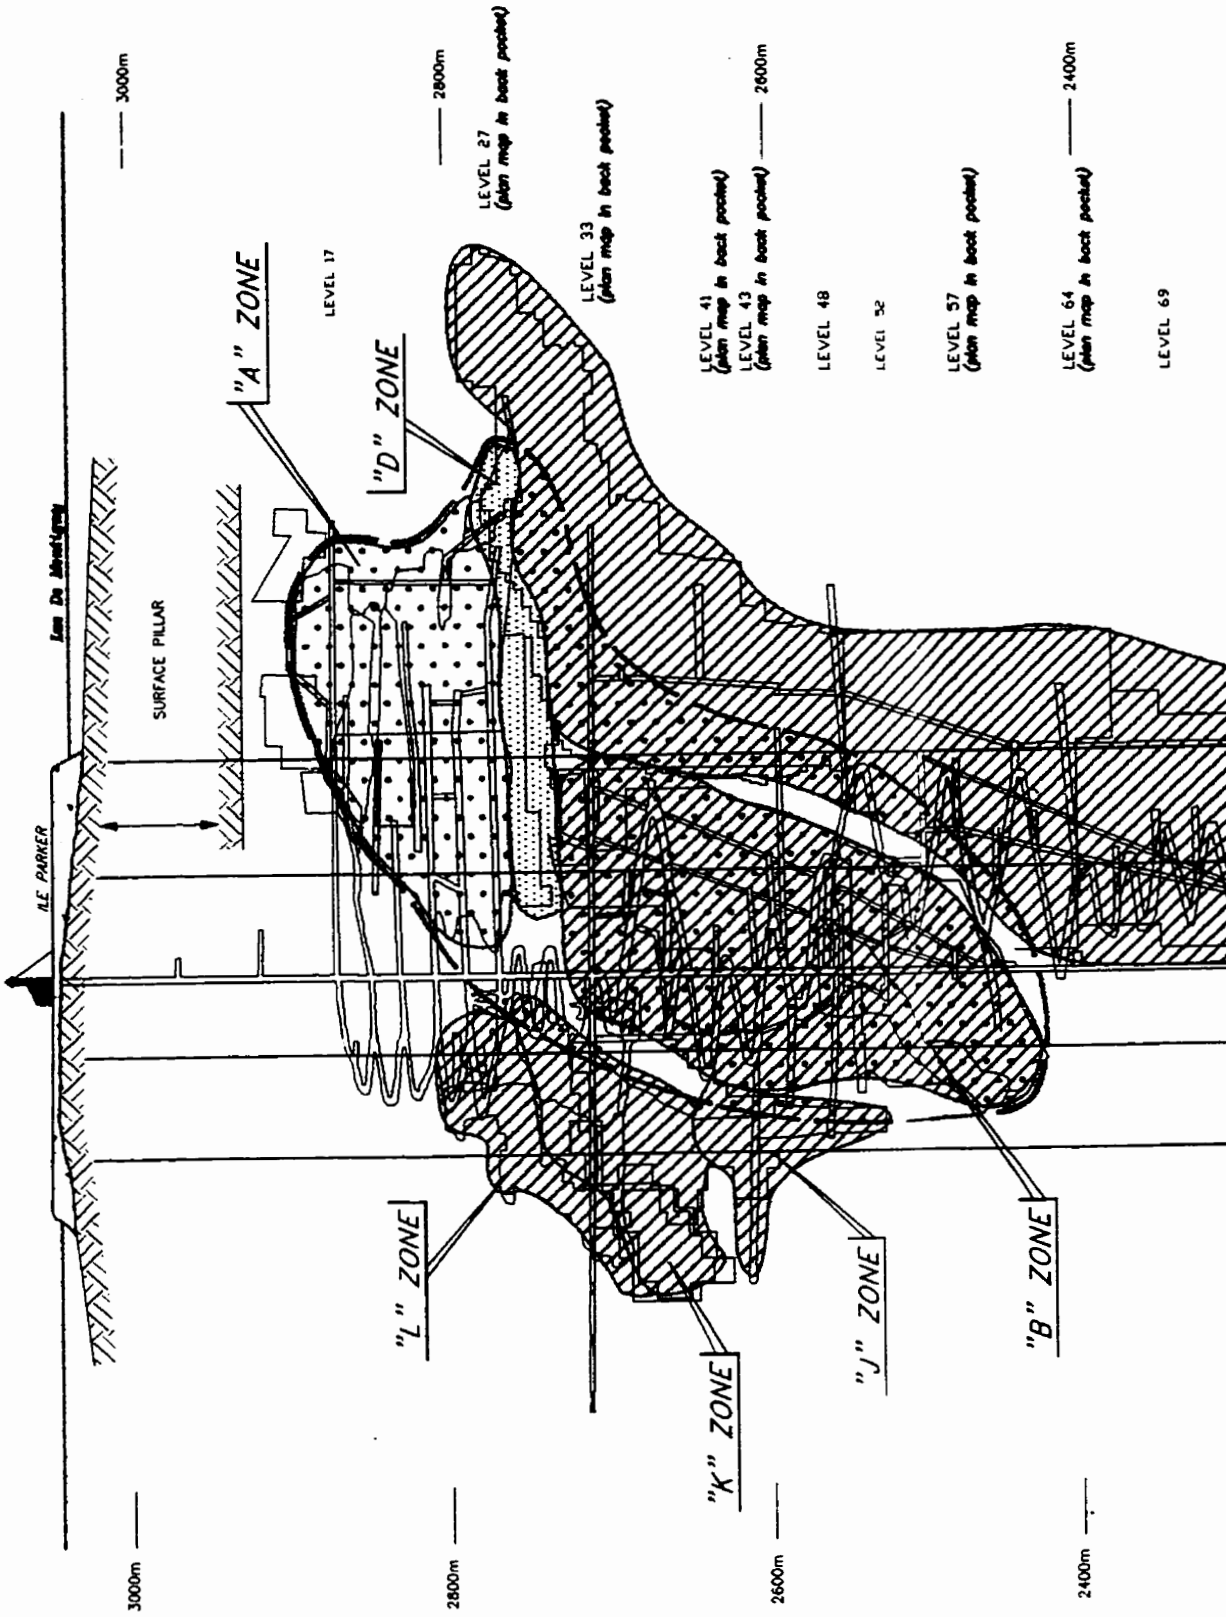 ILE PARKER
Lac De Montigny
3000m
3000m
SURFACE PILLAR
"A" ZONE
LEVEL 17
"D" ZONE
"L" ZONE
2800m
2800m
LEVEL 27
(plan map in back pocket)
LEVEL 33
(plan map in back pocket)
"K" ZONE
LEVEL 41
(plan map in back pocket)
LEVEL 43
(plan map in back pocket)
2600m
2600m
LEVEL 48
"J" ZONE
LEVEL 52
LEVEL 57
(plan map in back pocket)
"B" ZONE
2400m
2400m
LEVEL 64
(plan map in back pocket)
LEVEL 69